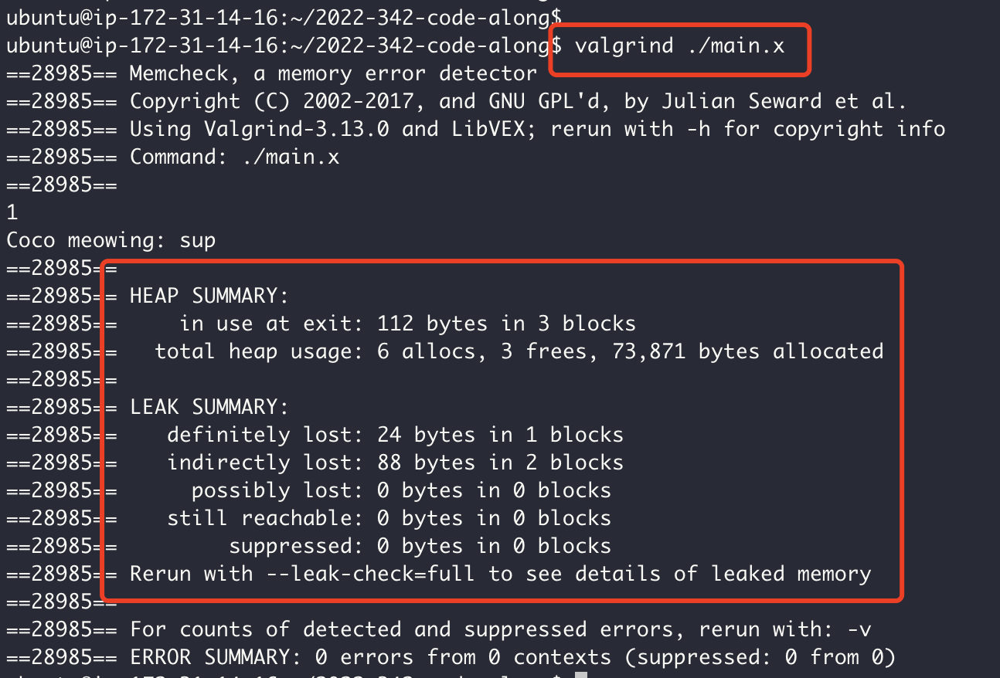 ubuntu@ip-172-31-14-16:~/2022-342-code-along$
ubuntu@ip-172-31-14-16:~/2022-342-code-along$ valgrind ./main.x
==28985== Memcheck, a memory error detector
==28985== Copyright (C) 2002-2017, and GNU GPL'd, by Julian Seward et al.
==28985== Using Valgrind-3.13.0 and LibVEX; rerun with -h for copyright info
==28985== Command: ./main.x
==28985==
1
Coco meowing: sup
==28985==
==28985== HEAP SUMMARY:
==28985==     in use at exit: 112 bytes in 3 blocks
==28985==   total heap usage: 6 allocs, 3 frees, 73,871 bytes allocated
==28985==
==28985== LEAK SUMMARY:
==28985==    definitely lost: 24 bytes in 1 blocks
==28985==    indirectly lost: 88 bytes in 2 blocks
==28985==      possibly lost: 0 bytes in 0 blocks
==28985==    still reachable: 0 bytes in 0 blocks
==28985==         suppressed: 0 bytes in 0 blocks
==28985== Rerun with --leak-check=full to see details of leaked memory
==28985==
==28985== For counts of detected and suppressed errors, rerun with: -v
==28985== ERROR SUMMARY: 0 errors from 0 contexts (suppressed: 0 from 0)